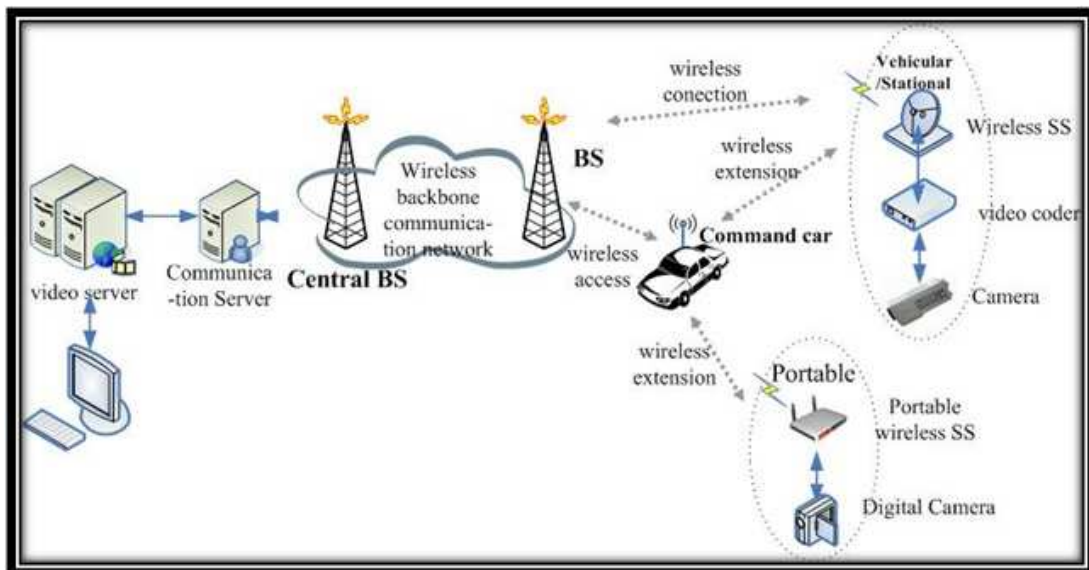 wireless
conection
Vehicular
/Stational
Wireless SS
wireless
extension
BS
Wireless
backbone
communica-
tion network
video coder
Command car
wireless
access
Central BS
Communica
-tion Server
video server
Camera
wireless
extension
Portable
Portable
wireless SS
Digital Camera